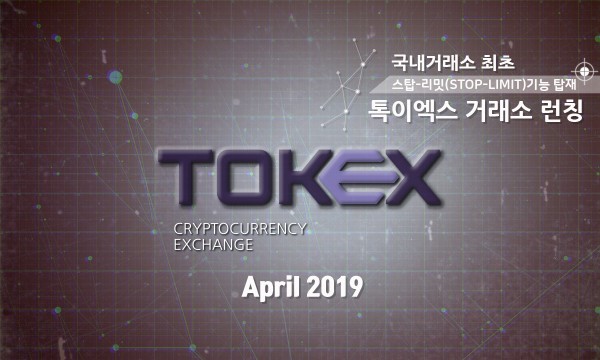 국내거래소 최초
스탑-리밋(STOP-LIMIT)기능 탑재
톡이엑스 거래소 런칭
TOKEX
CRYPTOCURRENCY
EXCHANGE
April 2019